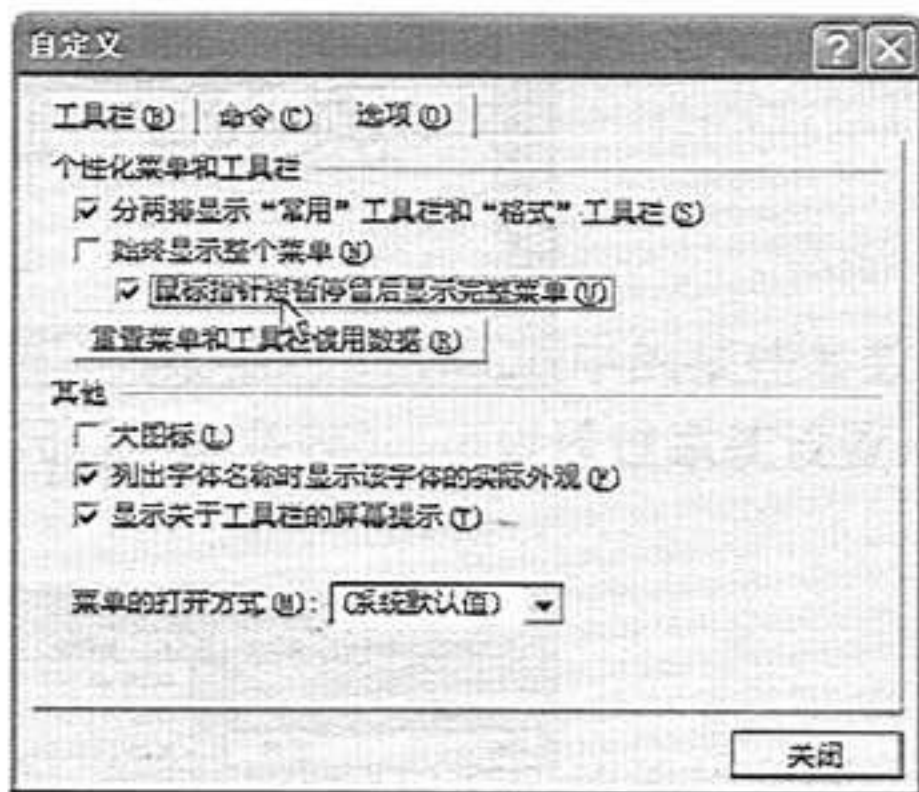 自定义
工具栏(B) 命令(C) 选项(O)
个性化菜单和工具栏
分两排显示“常用”工具栏和“格式”工具栏(S)
始终显示整个菜单(N)
鼠标指针短暂停留后显示完整菜单(U)
重置菜单和工具栏惯用数据(R)
其他
大图标(L)
列出字体名称时显示该字体的实际外观(F)
显示关于工具栏的屏幕提示(T)
菜单的打开方式(M): (系统默认值)
关闭